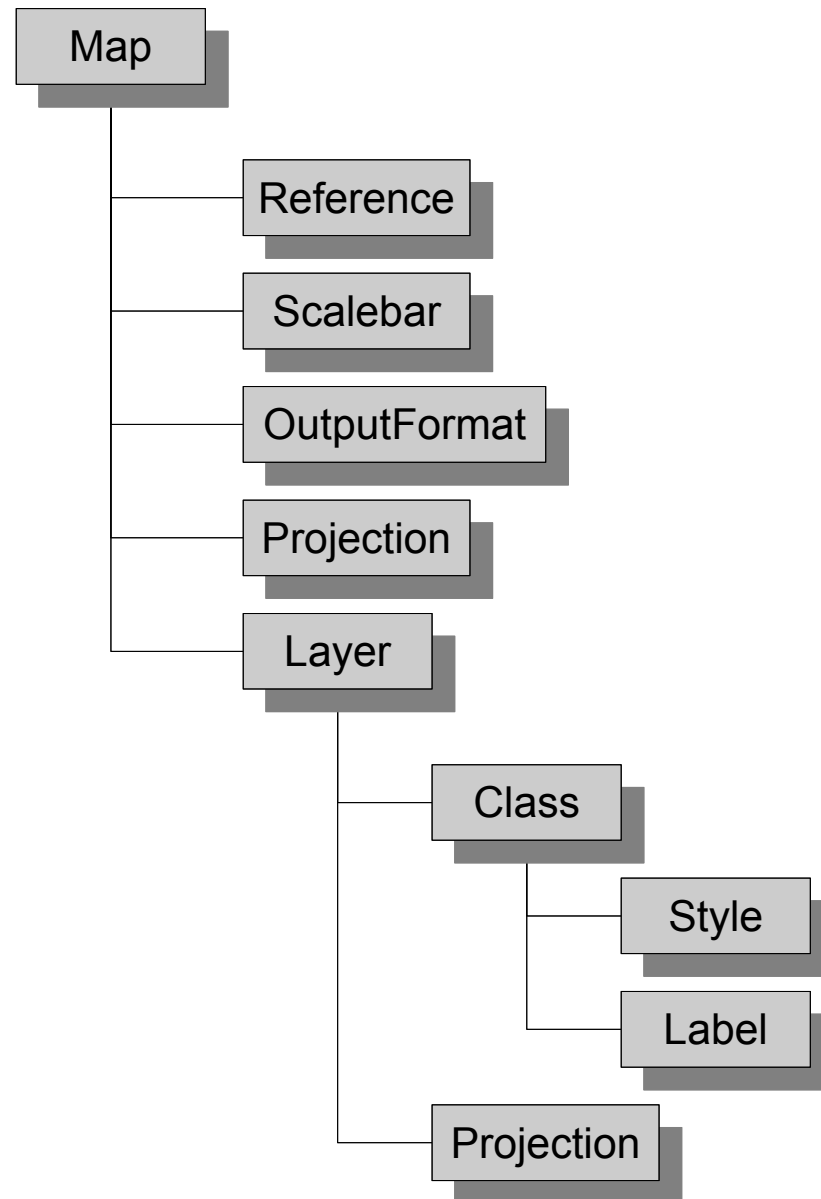 Map
Reference
Scalebar
OutputFormat
Projection
Layer
Class
Style
Label
Projection